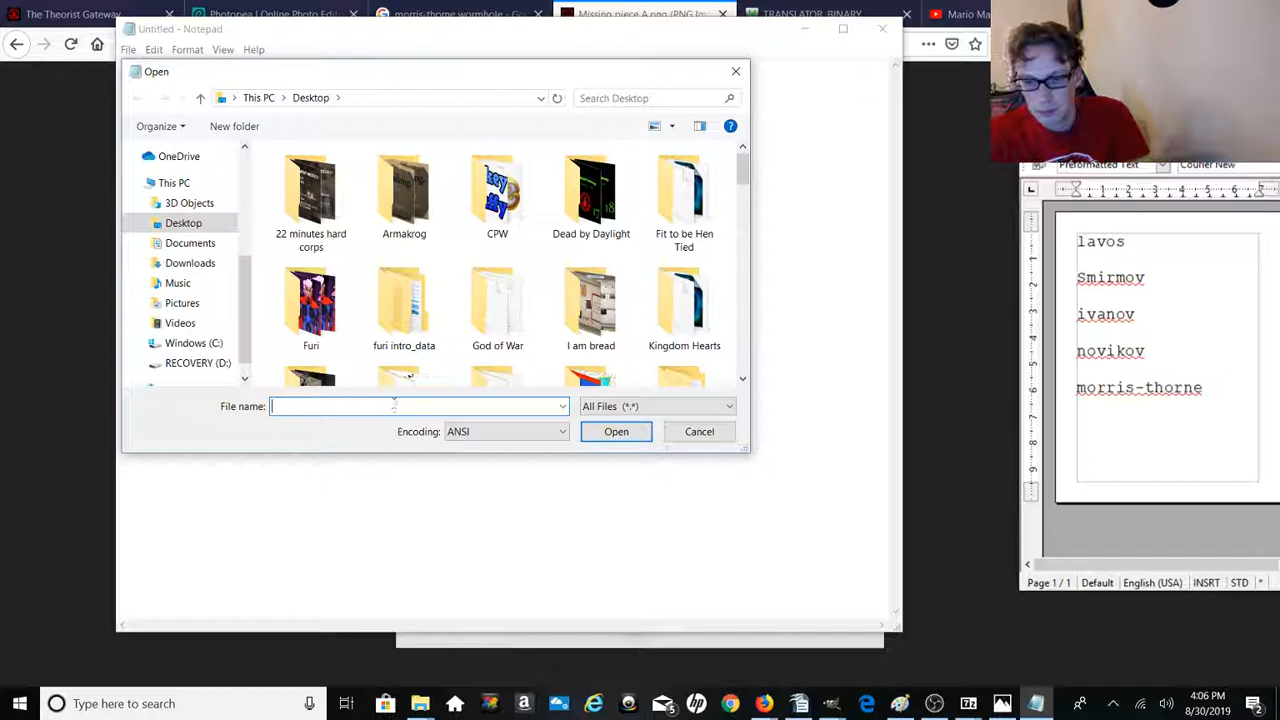 The Theorist Gateway
Photopea | Online Photo Edi
morris-thorne wormhole - Go
Missing piece A.png (PNG Ima
TRANSLATOR_BINARY
Mario Ma
Untitled - Notepad
File Edit Format View Help
Open
This PC > Desktop >
Search Desktop
Organize
New folder
OneDrive
This PC
3D Objects
Desktop
Documents
Downloads
Music
Pictures
Videos
Windows (C:)
RECOVERY (D:)
22 minutes hard
corps
Armakrog
CPW
Dead by Daylight
Fit to be Hen
Tied
Furi
furi intro_data
God of War
I am bread
Kingdom Hearts
File name:
All Files (*.*)
Encoding: ANSI
Open
Cancel
Preformatted Text
Courier New
lavos
Smirmov
ivanov
novikov
morris-thorne
Page 1 / 1 Default English (USA) INSRT STD *
Type here to search
4:06 PM
8/30/2019